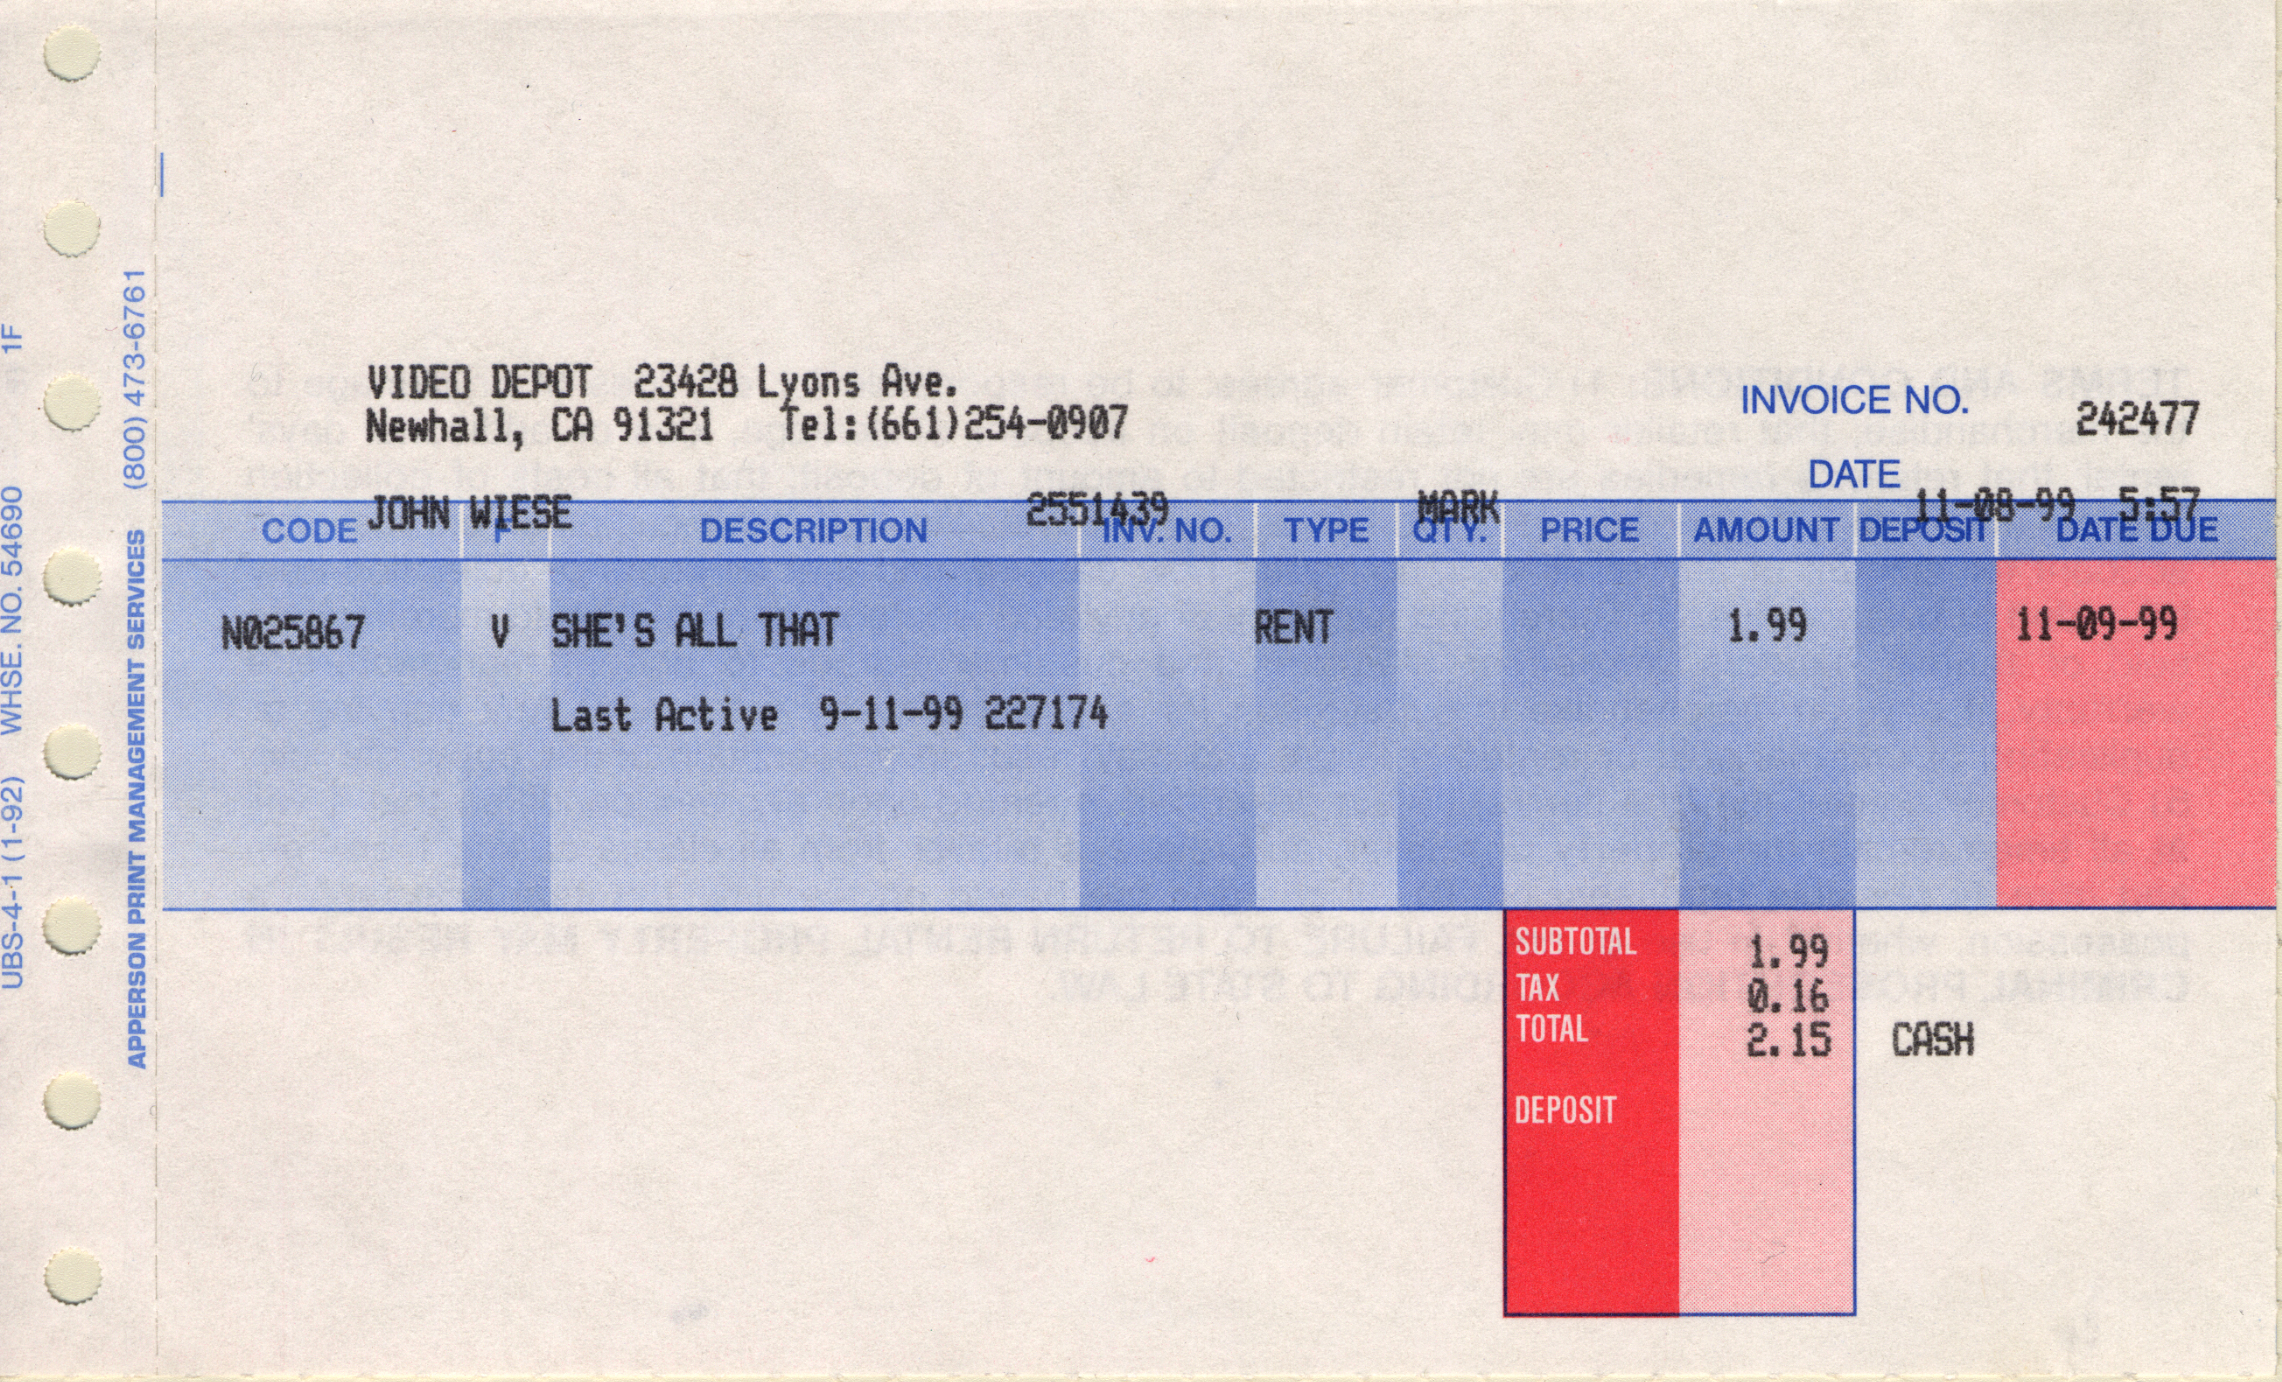 VIDEO DEPOT 23428 Lyons Ave.
Newhall, CA 91321 Tel:(661)254-0907
INVOICE NO. 242477
DATE 11-08-99 5:57
JOHN WIESE 2551439 MARK
CODE F DESCRIPTION INV. NO. TYPE QTY. PRICE AMOUNT DEPOSIT DATE DUE
N025867 V SHE'S ALL THAT RENT 1.99 11-09-99
Last Active 9-11-99 227174
SUBTOTAL 1.99
TAX 0.16
TOTAL 2.15 CASH
DEPOSIT
UBS-4-1 (1-92) WHSE. NO. 54690 1F
APPERSON PRINT MANAGEMENT SERVICES (800) 473-6761